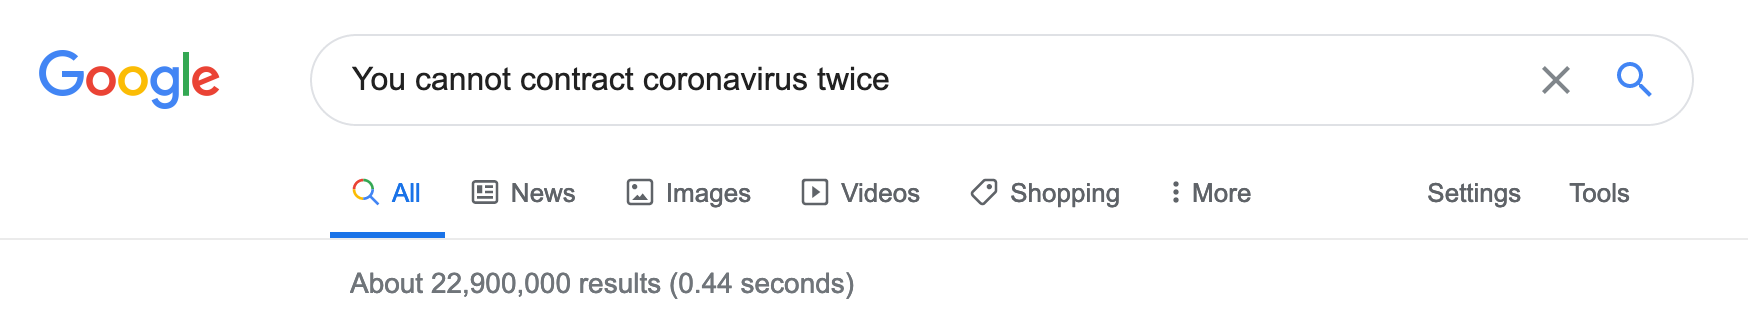 Google
You cannot contract coronavirus twice
All News Images Videos Shopping More Settings Tools
About 22,900,000 results (0.44 seconds)